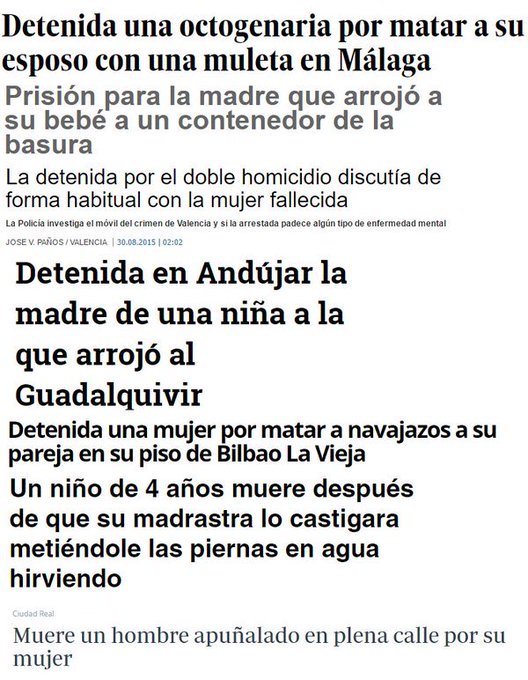 Detenida una octogenaria por matar a su
esposo con una muleta en Málaga
Prisión para la madre que arrojó a
su bebé a un contenedor de la
basura
La detenida por el doble homicidio discutía de
forma habitual con la mujer fallecida
La Policía investiga el móvil del crimen de Valencia y si la arrestada padece algún tipo de enfermedad mental
JOSE V. PAÑOS / VALENCIA | 30.08.2015 | 02:02
Detenida en Andújar la
madre de una niña a la
que arrojó al
Guadalquivir
Detenida una mujer por matar a navajazos a su
pareja en su piso de Bilbao La Vieja
Un niño de 4 años muere después
de que su madrastra lo castigara
metiéndole las piernas en agua
hirviendo
Ciudad Real
Muere un hombre apuñalado en plena calle por su
mujer